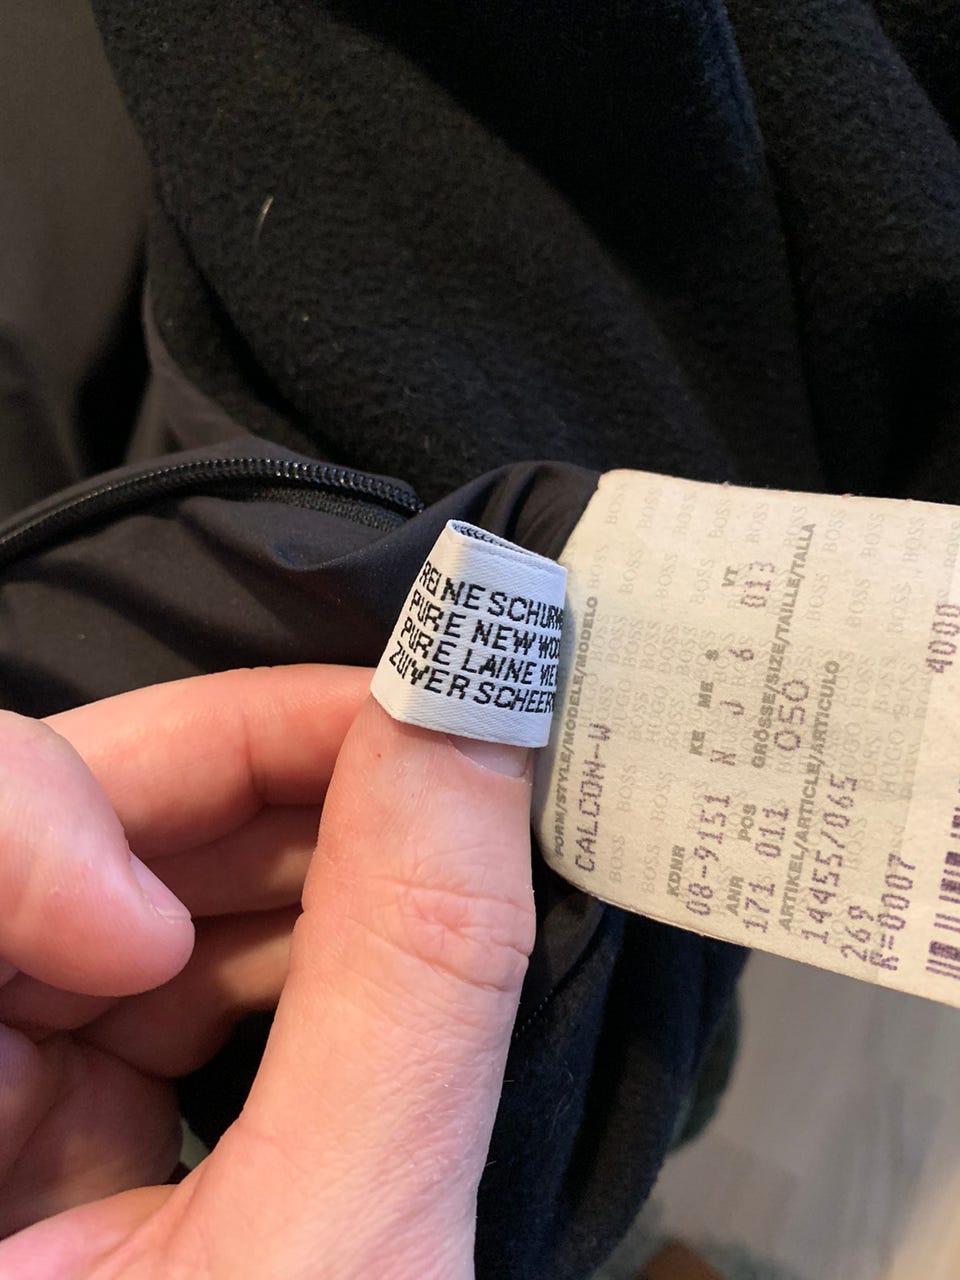 REINE SCHURW
PURE NEW WOO
PURE LAINE VIE
ZUIVER SCHEER
FORM/STYLE/MODELE/MODELO
CALCON-W
KDNR KE ME S VT
08-9151 N J 6 013
ANR POS GRÖSSE/SIZE/TAILLE/TALLA
171 011 050
ARTIKEL/ARTICLE/ARTICULO
14455/065
269
R=0007
4000